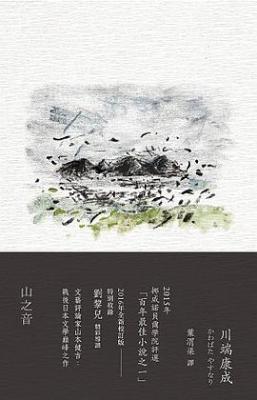 川端康成
かわばた やすなり
葉渭渠 譯
2015年
挪威諾貝爾學院評選
「百年最佳小說之一」
2016年全新校訂版
特別收錄
劉黎兒 精彩導讀
文藝評論家山本健吉：
戰後日本文學巔峰之作
山之音